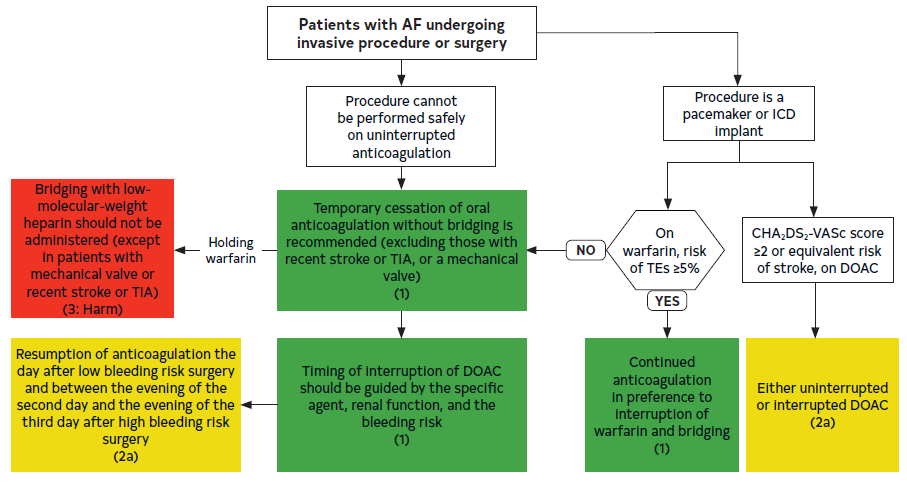 Patients with AF undergoing
invasive procedure or surgery
Procedure cannot
be performed safely
on uninterrupted
anticoagulation
Procedure is a
pacemaker or ICD
implant
Bridging with low-
molecular-weight
heparin should not be
administered (except
in patients with
mechanical valve or
recent stroke or TIA)
(3: Harm)
Holding
warfarin
Temporary cessation of oral
anticoagulation without bridging is
recommended (excluding those with
recent stroke or TIA, or a mechanical
valve)
(1)
NO
On
warfarin, risk
of TEs ≥5%
YES
CHA₂DS₂-VASc score
≥2 or equivalent risk
of stroke, on DOAC
Resumption of anticoagulation the
day after low bleeding risk surgery
and between the evening of the
second day and the evening of the
third day after high bleeding risk
surgery
(2a)
Timing of interruption of DOAC
should be guided by the specific
agent, renal function, and the
bleeding risk
(1)
Continued
anticoagulation
in preference to
interruption of
warfarin and bridging
(1)
Either uninterrupted
or interrupted DOAC
(2a)